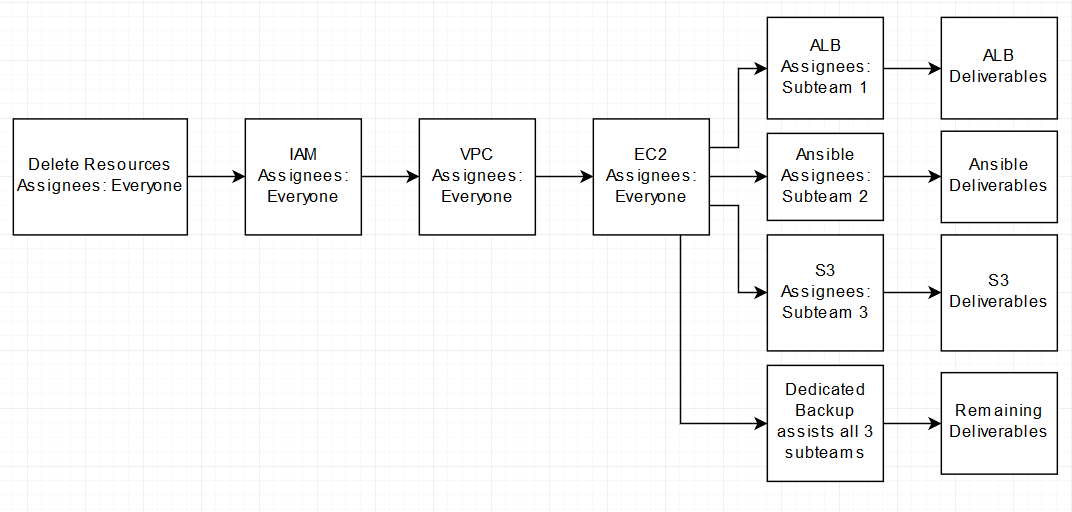 Delete Resources
Assignees: Everyone
IAM
Assignees:
Everyone
VPC
Assignees:
Everyone
EC2
Assignees:
Everyone
ALB
Assignees:
Subteam 1
ALB
Deliverables
Ansible
Assignees:
Subteam 2
Ansible
Deliverables
S3
Assignees:
Subteam 3
S3
Deliverables
Dedicated
Backup
assists all 3
subteams
Remaining
Deliverables